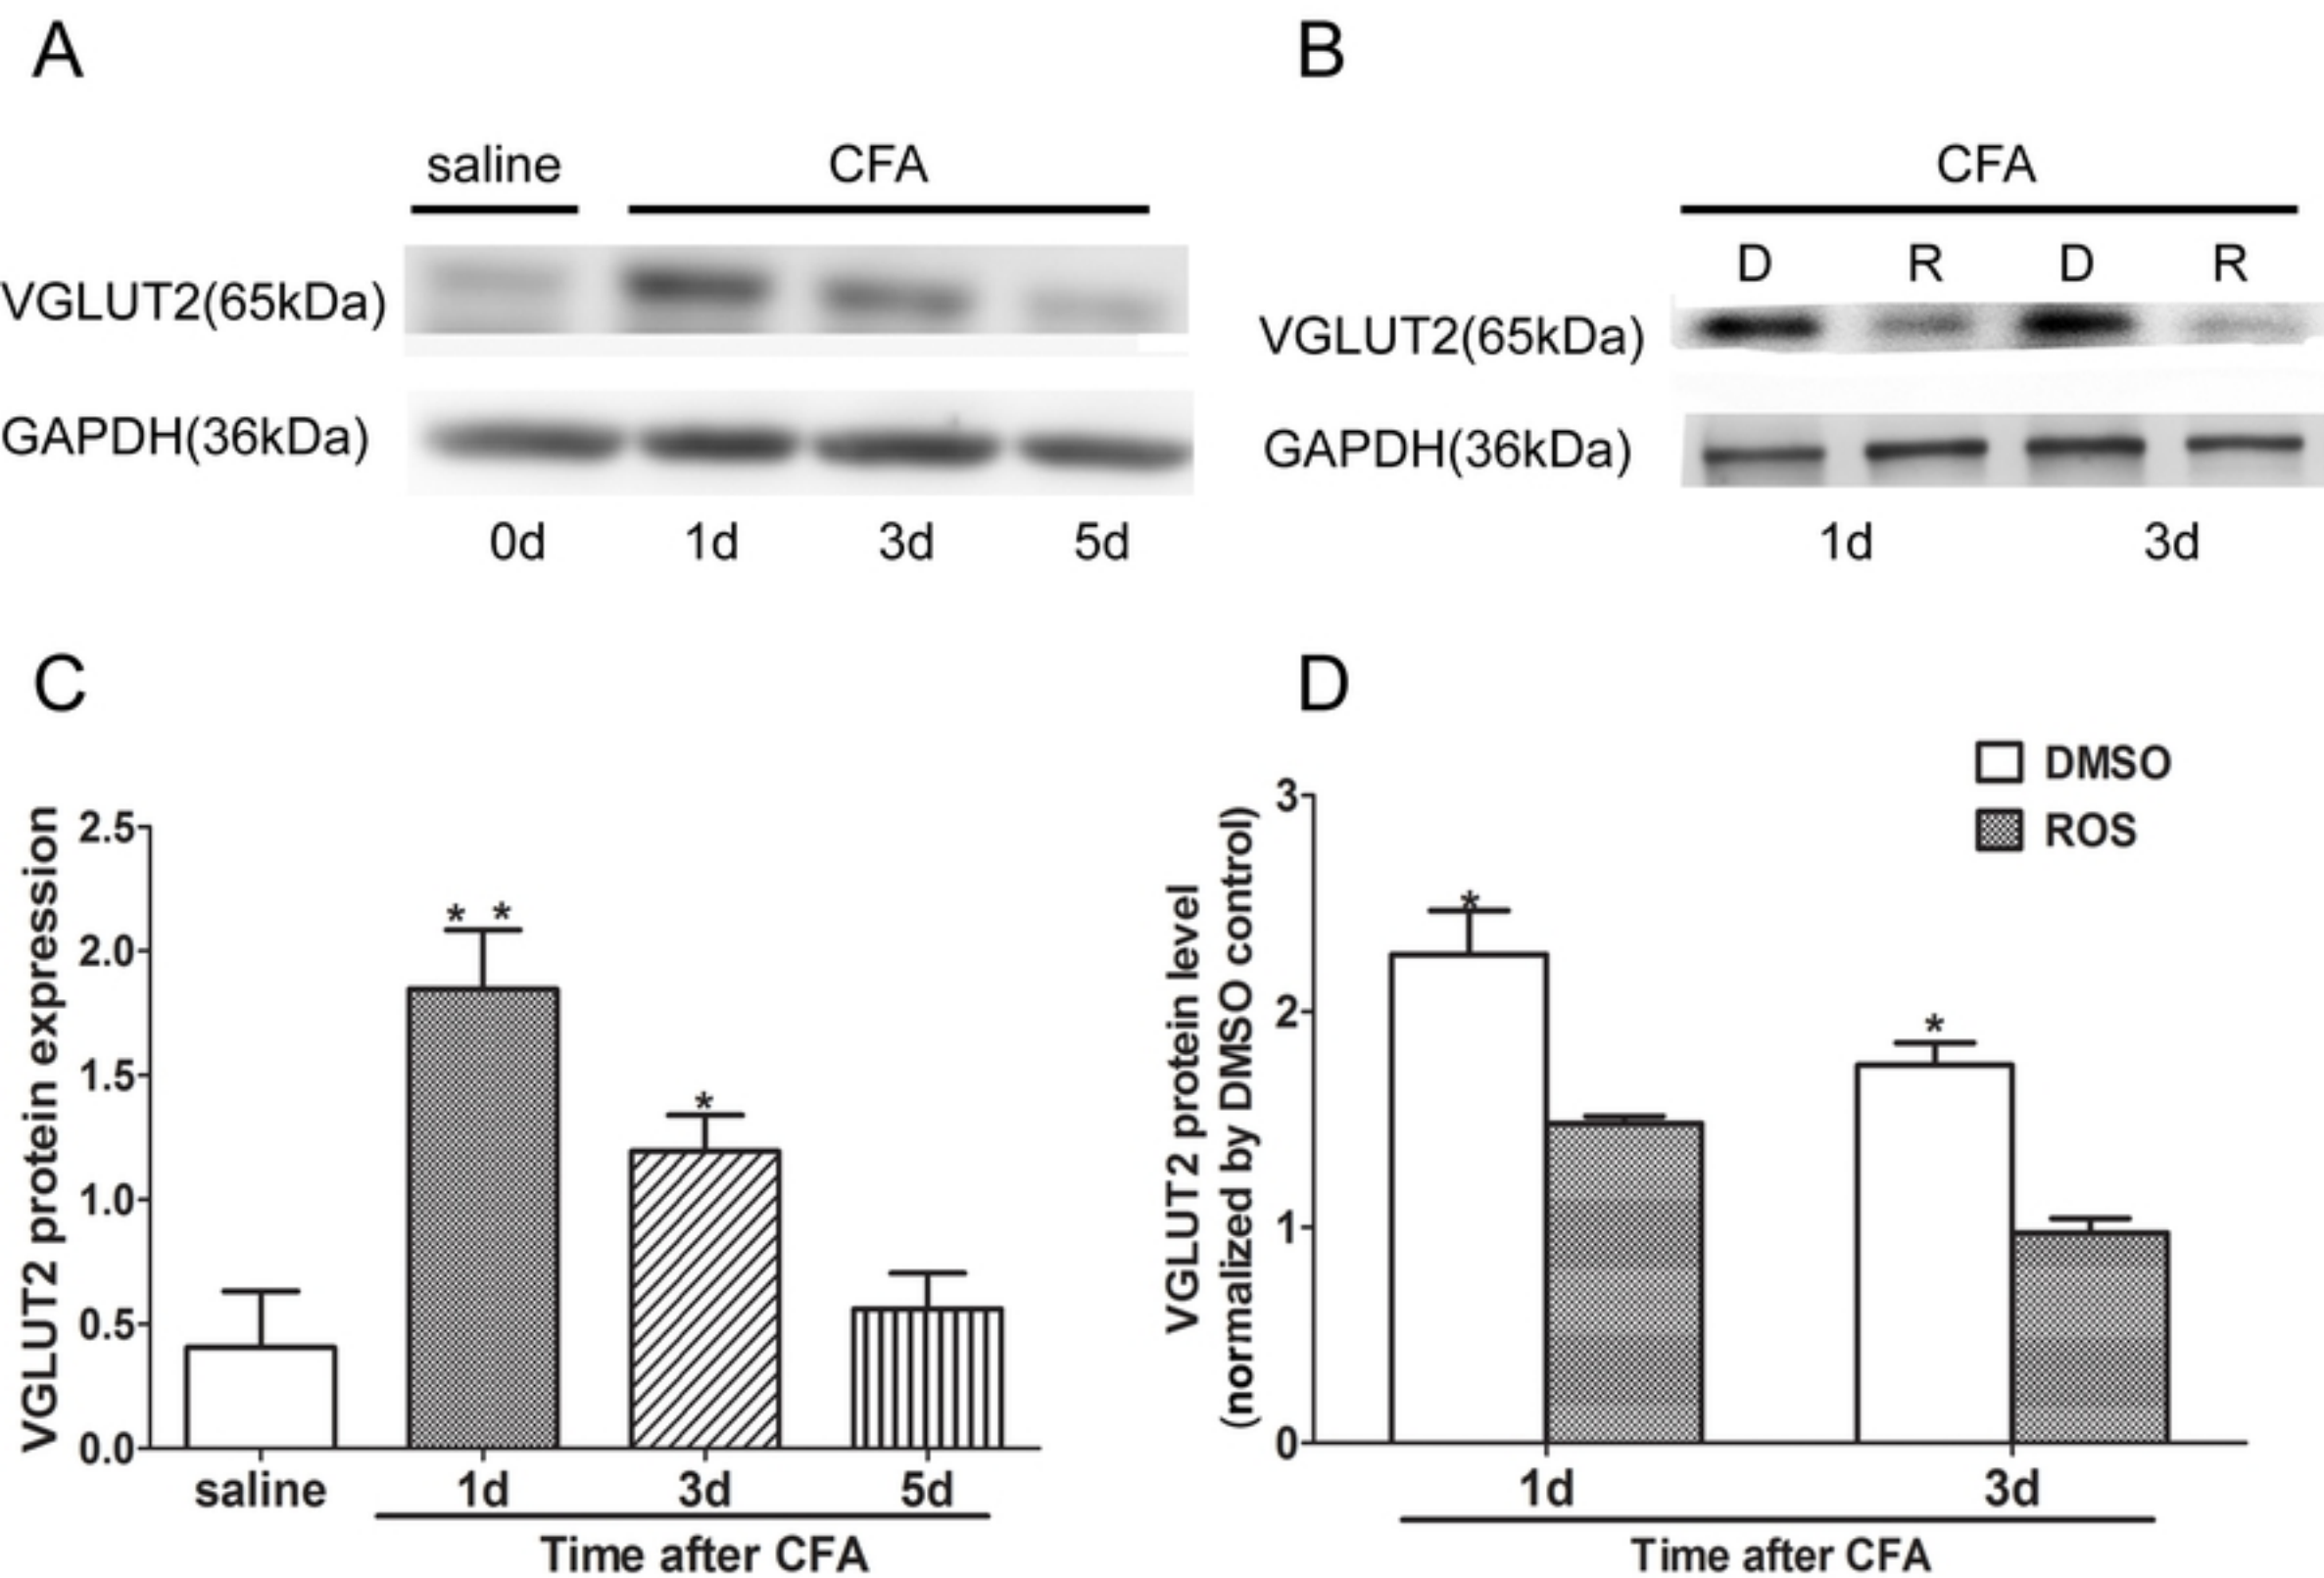 A
saline CFA
VGLUT2(65kDa)
GAPDH(36kDa)
0d 1d 3d 5d
B
CFA
D R D R
VGLUT2(65kDa)
GAPDH(36kDa)
1d 3d
C
VGLUT2 protein expression
2.5
2.0
1.5
1.0
0.5
0.0
* *
*
saline 1d 3d 5d
Time after CFA
D
DMSO
ROS
VGLUT2 protein level
(normalized by DMSO control)
3
2
1
0
*
*
1d 3d
Time after CFA